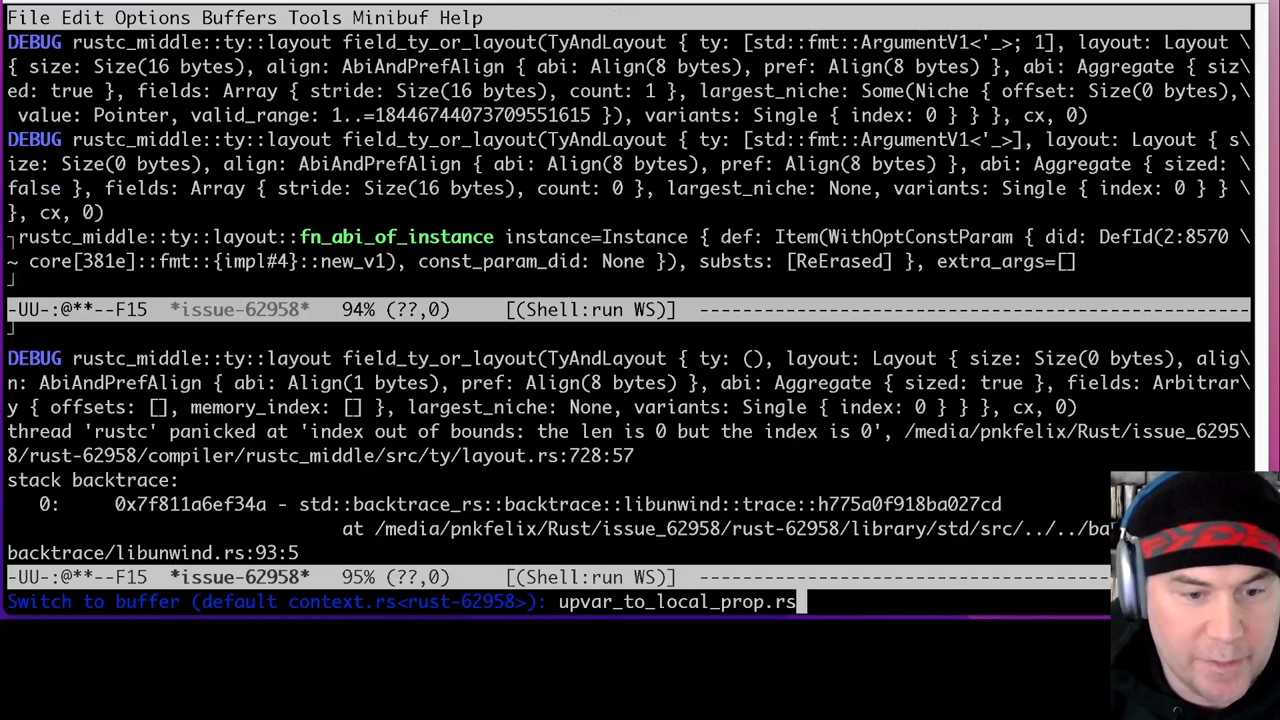 File Edit Options Buffers Tools Minibuf Help
DEBUG rustc_middle::ty::layout field_ty_or_layout(TyAndLayout { ty: [std::fmt::ArgumentV1<'_>; 1], layout: Layout \
{ size: Size(16 bytes), align: AbiAndPrefAlign { abi: Align(8 bytes), pref: Align(8 bytes) }, abi: Aggregate { siz\
ed: true }, fields: Array { stride: Size(16 bytes), count: 1 }, largest_niche: Some(Niche { offset: Size(0 bytes),\
 value: Pointer, valid_range: 1..=18446744073709551615 }), variants: Single { index: 0 } } }, cx, 0)
DEBUG rustc_middle::ty::layout field_ty_or_layout(TyAndLayout { ty: [std::fmt::ArgumentV1<'_>], layout: Layout { s\
ize: Size(0 bytes), align: AbiAndPrefAlign { abi: Align(8 bytes), pref: Align(8 bytes) }, abi: Aggregate { sized: \
false }, fields: Array { stride: Size(16 bytes), count: 0 }, largest_niche: None, variants: Single { index: 0 } } \
}, cx, 0)
┐rustc_middle::ty::layout::fn_abi_of_instance instance=Instance { def: Item(WithOptConstParam { did: DefId(2:8570 \
~ core[381e]::fmt::{impl#4}::new_v1), const_param_did: None }), substs: [ReErased] }, extra_args=[]
┘
-UU-:@**--F15  *issue-62958*   94% (??,0)     [(Shell:run WS)] -----------------------------------------------------
┘
DEBUG rustc_middle::ty::layout field_ty_or_layout(TyAndLayout { ty: (), layout: Layout { size: Size(0 bytes), alig\
n: AbiAndPrefAlign { abi: Align(1 bytes), pref: Align(8 bytes) }, abi: Aggregate { sized: true }, fields: Arbitrar\
y { offsets: [], memory_index: [] }, largest_niche: None, variants: Single { index: 0 } } }, cx, 0)
thread 'rustc' panicked at 'index out of bounds: the len is 0 but the index is 0', /media/pnkfelix/Rust/issue_6295\
8/rust-62958/compiler/rustc_middle/src/ty/layout.rs:728:57
stack backtrace:
   0:     0x7f811a6ef34a - std::backtrace_rs::backtrace::libunwind::trace::h775a0f918ba027cd
                               at /media/pnkfelix/Rust/issue_62958/rust-62958/library/std/src/../../ba
backtrace/libunwind.rs:93:5
-UU-:@**--F15  *issue-62958*   95% (??,0)     [(Shell:run WS)] ----------------------------------------
Switch to buffer (default context.rs<rust-62958>): upvar_to_local_prop.rs